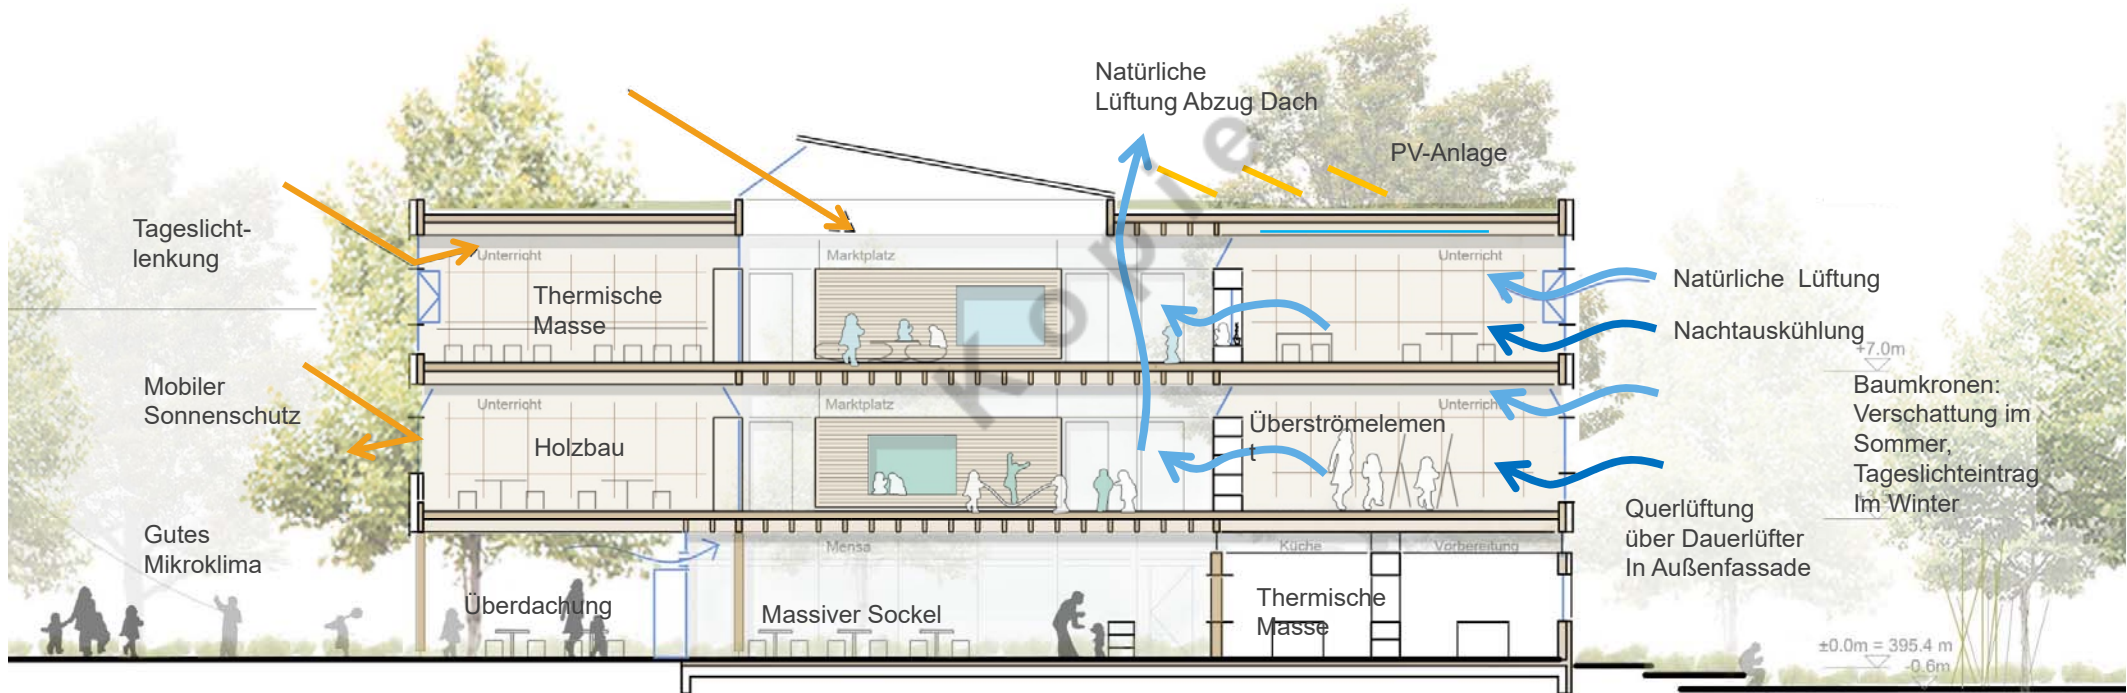 Natürliche
Lüftung Abzug Dach
PV-Anlage
Tageslicht-
lenkung
Unterricht
Marktplatz
Unterricht
Thermische
Masse
Natürliche Lüftung
Nachtauskühlung
+7.0m
Mobiler
Sonnenschutz
Baumkronen:
Verschattung im
Sommer,
Tageslichteintrag
Im Winter
Unterricht
Marktplatz
Unterricht
Holzbau
Überströmelemen
t
Kopie
Querlüftung
über Dauerlüfter
In Außenfassade
Gutes
Mikroklima
Mensa
Küche
Vorbereitung
Überdachung
Massiver Sockel
Thermische
Masse
±0.0m = 395.4 m
-0.6m